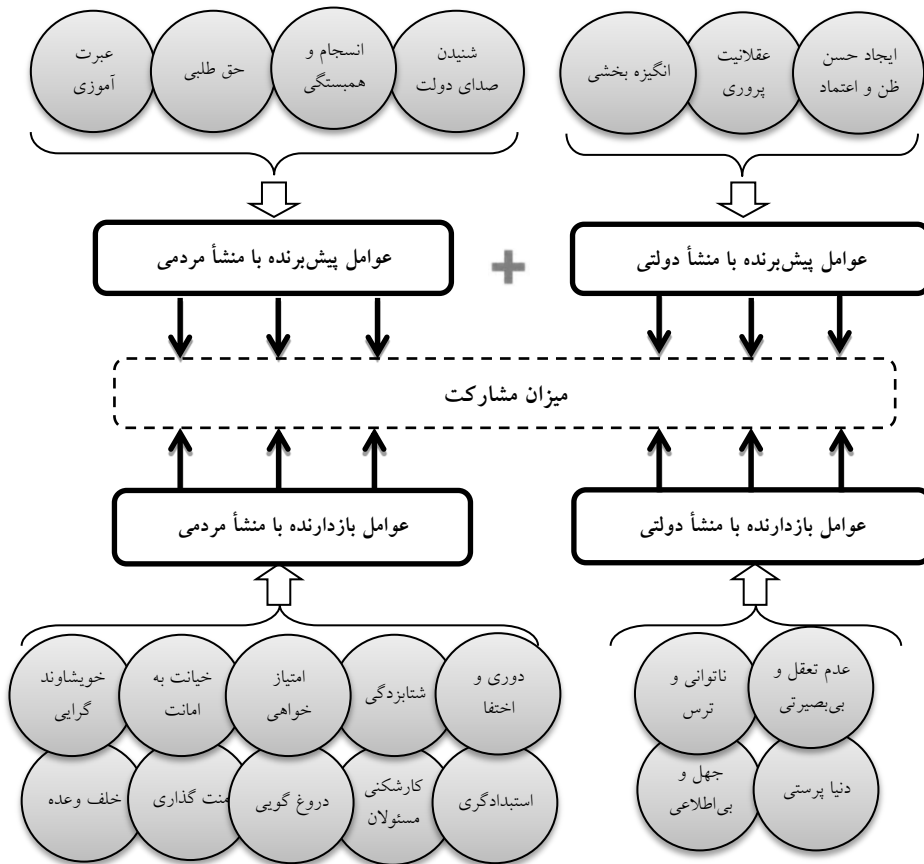 ایجاد حسن
ظن و اعتماد
عقلانیت
پروری
انگیزه بخشی
شنیدن
صدای دولت
انسجام و
همبستگی
حق طلبی
عبرت
آموزی
عوامل پیش‌برنده با منشأ دولتی
عوامل پیش‌برنده با منشأ مردمی
میزان مشارکت
عوامل بازدارنده با منشأ دولتی
عوامل بازدارنده با منشأ مردمی
عدم تعقل و
بی‌بصیرتی
ناتوانی و
ترس
دنیا پرستی
جهل و
بی‌اطلاعی
دوری و
اختفا
شتابزدگی
امتیاز
خواهی
خیانت به
امانت
خویشاوند
گرایی
استبدادگری
کارشکنی
مسئولان
دروغ گویی
منت گذاری
خلف وعده